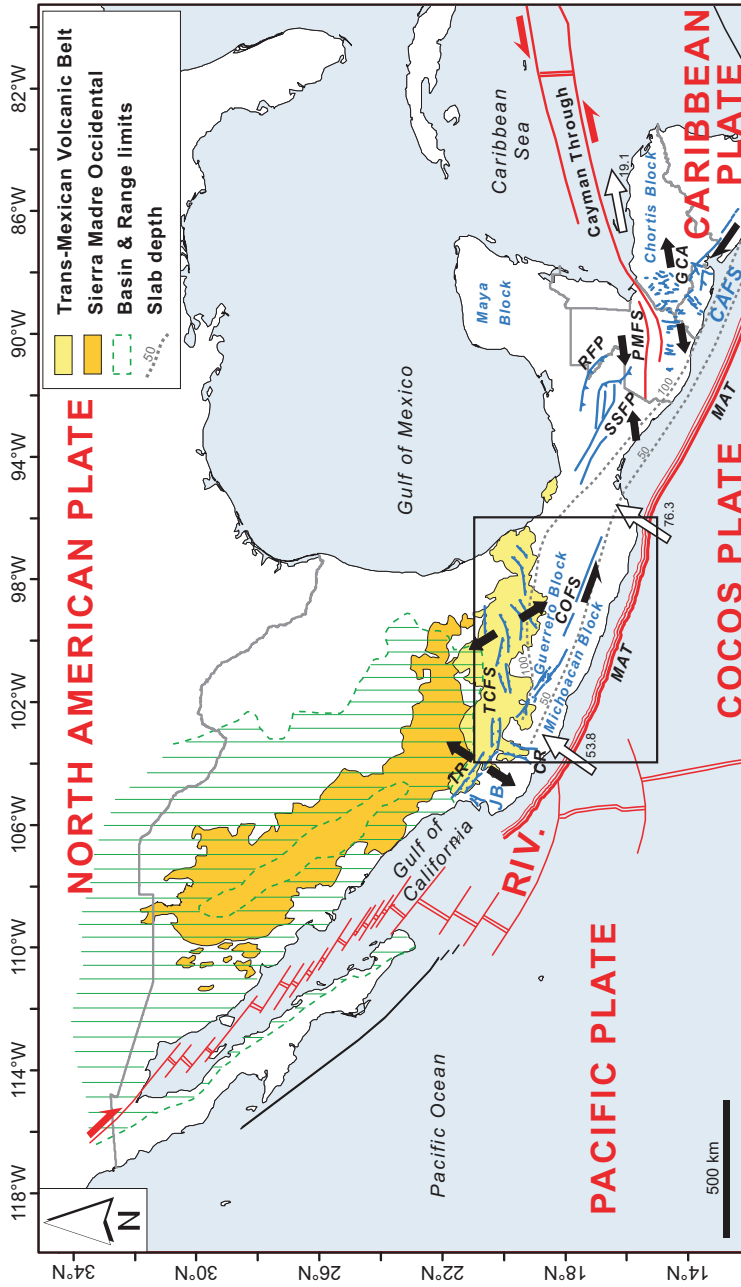 118°W
114°W
110°W
106°W
102°W
98°W
94°W
90°W
86°W
82°W
34°N
30°N
26°N
22°N
18°N
14°N
N
Trans-Mexican Volcanic Belt
Sierra Madre Occidental
Basin & Range limits
50
Slab depth
NORTH AMERICAN PLATE
Gulf of Mexico
Caribbean
Sea
Maya
Block
Cayman Through
19.1
Chortis Block
CARIBBEAN
PLATE
Gulf of
California
Pacific Ocean
PACIFIC PLATE
RIV.
COCOS PLATE
TR
JB
CR
TCFS
Guerrero Block
Michoacan Block
COFS
100
50
MAT
53.8
76.3
RFP
SSFP
PMFS
GCA
CAFS
100
50
MAT
500 km